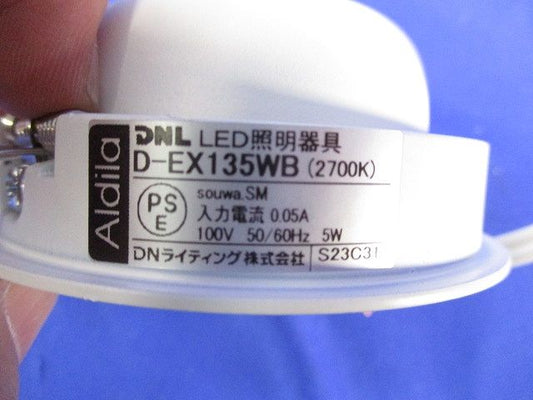 Aldila
DNL LED照明器具
D-EX135WB (2700K)
PS
E
souwa.SM
入力電流 0.05A
100V 50/60Hz 5W
DNライティング株式会社 S23C31